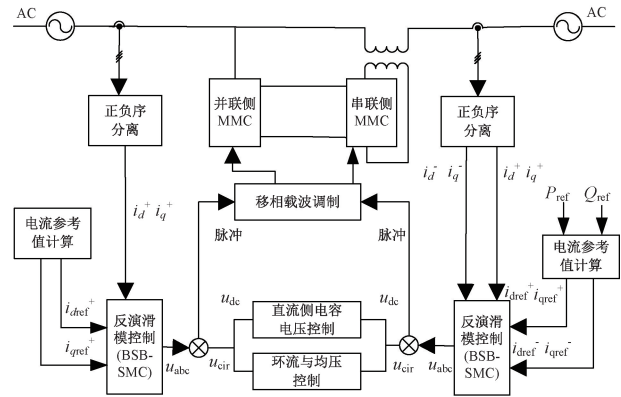 AC
AC
正负序
分离
并联侧
MMC
串联侧
MMC
正负序
分离
i_d^+ i_q^+
i_d^- i_q^-
i_d^+ i_q^+
移相载波调制
脉冲
脉冲
P_ref
Q_ref
电流参考
值计算
电流参考
值计算
i_dref^+
i_qref^+
反演滑
模控制
(BSB-
SMC)
u_abc
u_dc
u_cir
直流侧电容
电压控制
环流与均压
控制
u_dc
u_cir
u_abc
反演滑
模控制
(BSB-
SMC)
i_dref^+ i_qref^+
i_dref^- i_qref^-